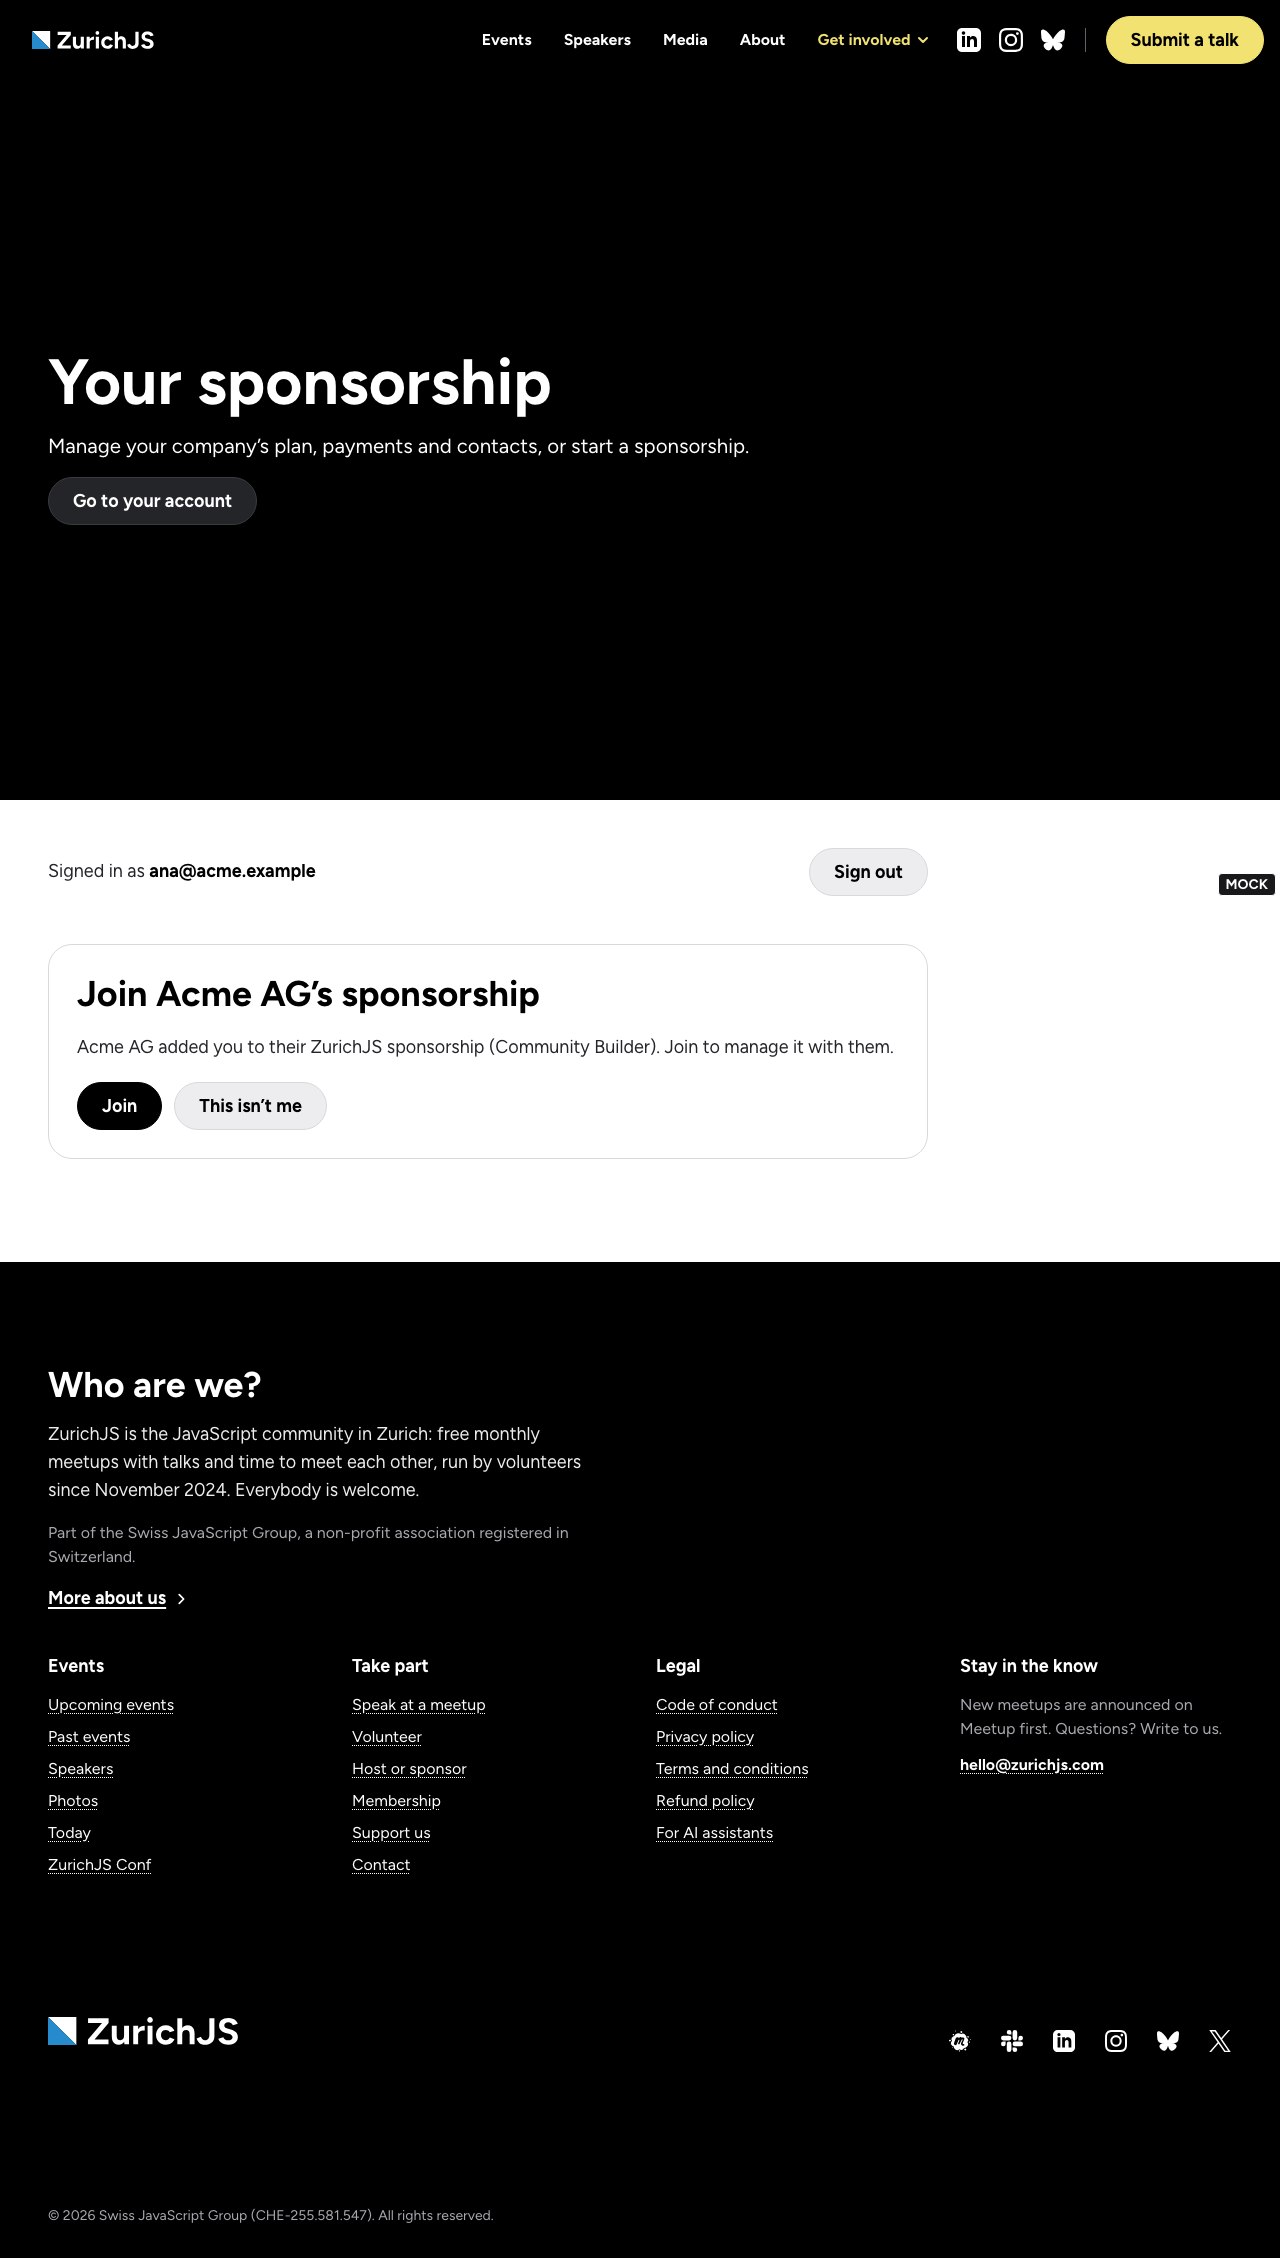 ZurichJS
Events
Speakers
Media
About
Get involved
Submit a talk
Your sponsorship
Manage your company’s plan, payments and contacts, or start a sponsorship.
Go to your account
Signed in as ana@acme.example
Sign out
MOCK
Join Acme AG’s sponsorship
Acme AG added you to their ZurichJS sponsorship (Community Builder). Join to manage it with them.
Join
This isn’t me
Who are we?
ZurichJS is the JavaScript community in Zurich: free monthly
meetups with talks and time to meet each other, run by volunteers
since November 2024. Everybody is welcome.
Part of the Swiss JavaScript Group, a non-profit association registered in
Switzerland.
More about us
Events
Upcoming events
Past events
Speakers
Photos
Today
ZurichJS Conf
Take part
Speak at a meetup
Volunteer
Host or sponsor
Membership
Support us
Contact
Legal
Code of conduct
Privacy policy
Terms and conditions
Refund policy
For AI assistants
Stay in the know
New meetups are announced on
Meetup first. Questions? Write to us.
hello@zurichjs.com
ZurichJS
© 2026 Swiss JavaScript Group (CHE-255.581.547). All rights reserved.